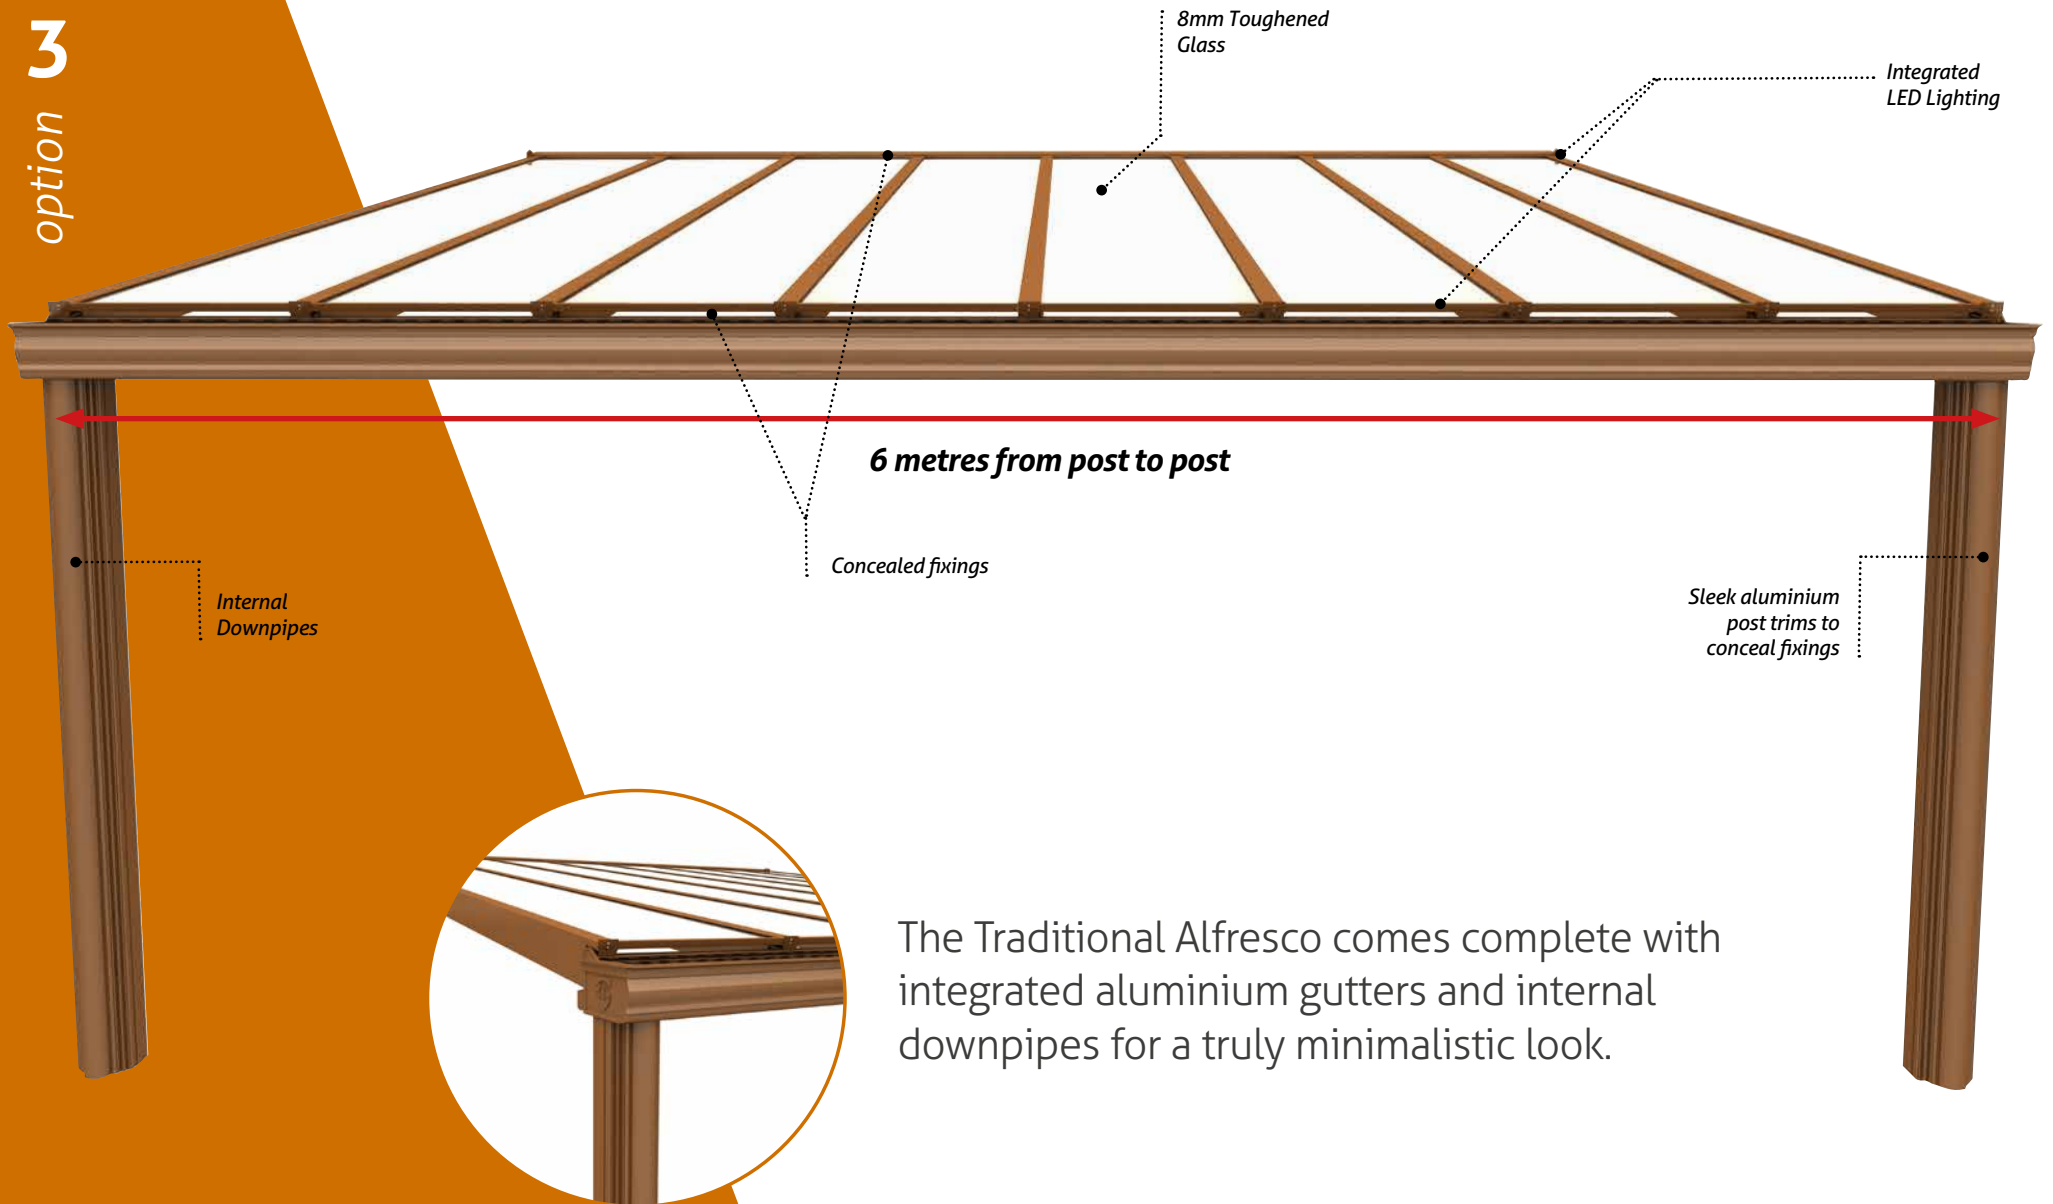 option 3
8mm Toughened
Glass
Integrated
LED Lighting
6 metres from post to post
Concealed fixings
Internal
Downpipes
Sleek aluminium
post trims to
conceal fixings
The Traditional Alfresco comes complete with
integrated aluminium gutters and internal
downpipes for a truly minimalistic look.